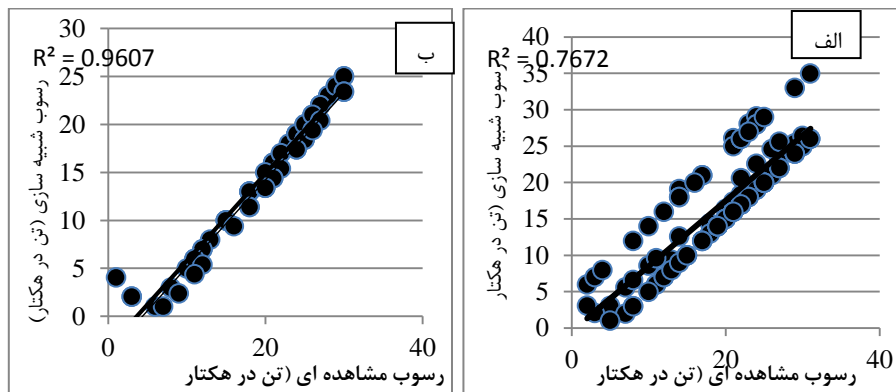 الف
R² = 0.7672
رسوب شبیه سازی (تن در هکتار
40
35
30
25
20
15
10
5
0
0 20 40
رسوب مشاهده ای (تن در هکتار
ب
R² = 0.9607
رسوب شبیه سازی (تن در هکتار)
30
25
20
15
10
5
0
0 20 40
رسوب مشاهده ای (تن در هکتار